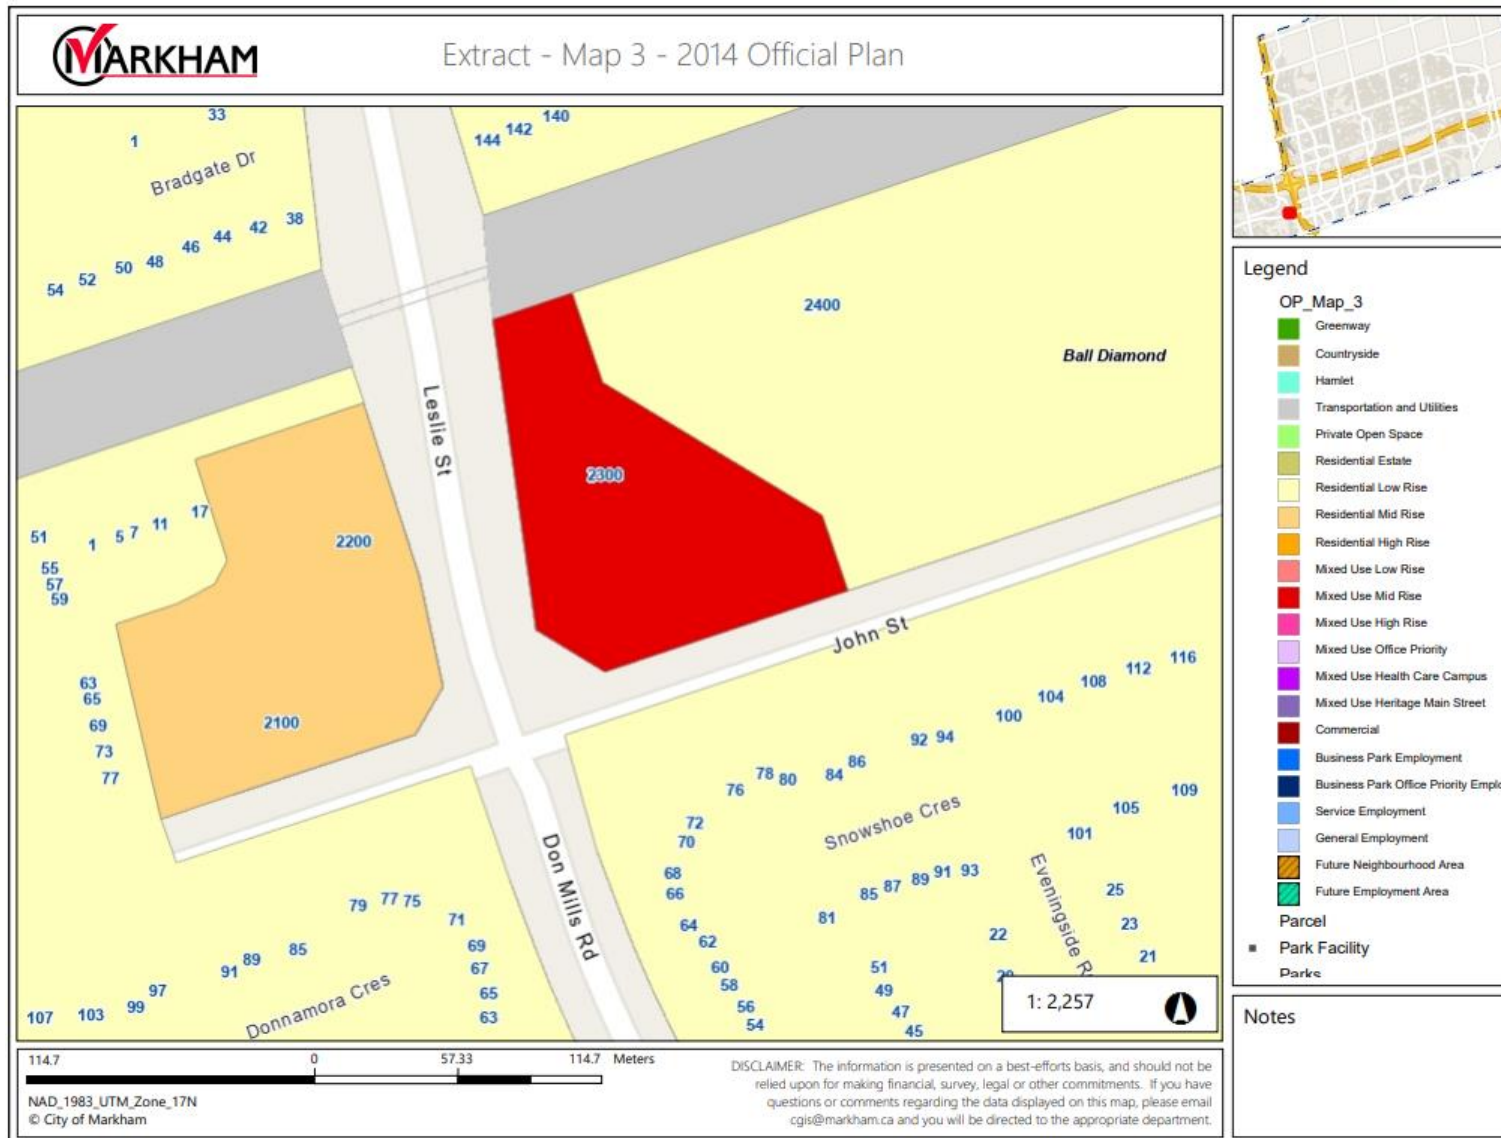 MARKHAM
Extract - Map 3 - 2014 Official Plan
33
1
Bradgate Dr
144 142 140
54 52 50 48 46 44 42 38
2400
Ball Diamond
Leslie St
2300
51 1 5 7 11 17
55
57
59
2200
63
65
69
73
77
2100
John St
116
112
108
104
100
92 94
86
84
80
78
76
72
70
68
66
64
62
60
58
56
54
Snowshoe Cres
109
105
101
93
91
89
87
85
81
Eveningside R
25
23
21
22
51
49
47
45
Don Mills Rd
79 77 75
71
69
67
65
63
85
89
91
97
99
103
107
Donnamora Cres
1: 2,257
Legend
OP_Map_3
Greenway
Countryside
Hamlet
Transportation and Utilities
Private Open Space
Residential Estate
Residential Low Rise
Residential Mid Rise
Residential High Rise
Mixed Use Low Rise
Mixed Use Mid Rise
Mixed Use High Rise
Mixed Use Office Priority
Mixed Use Health Care Campus
Mixed Use Heritage Main Street
Commercial
Business Park Employment
Business Park Office Priority Emplo
Service Employment
General Employment
Future Neighbourhood Area
Future Employment Area
Parcel
Park Facility
Parks
Notes
114.7 0 57.33 114.7 Meters
NAD_1983_UTM_Zone_17N
© City of Markham
DISCLAIMER: The information is presented on a best-efforts basis, and should not be
relied upon for making financial, survey, legal or other commitments. If you have
questions or comments regarding the data displayed on this map, please email
cgis@markham.ca and you will be directed to the appropriate department.